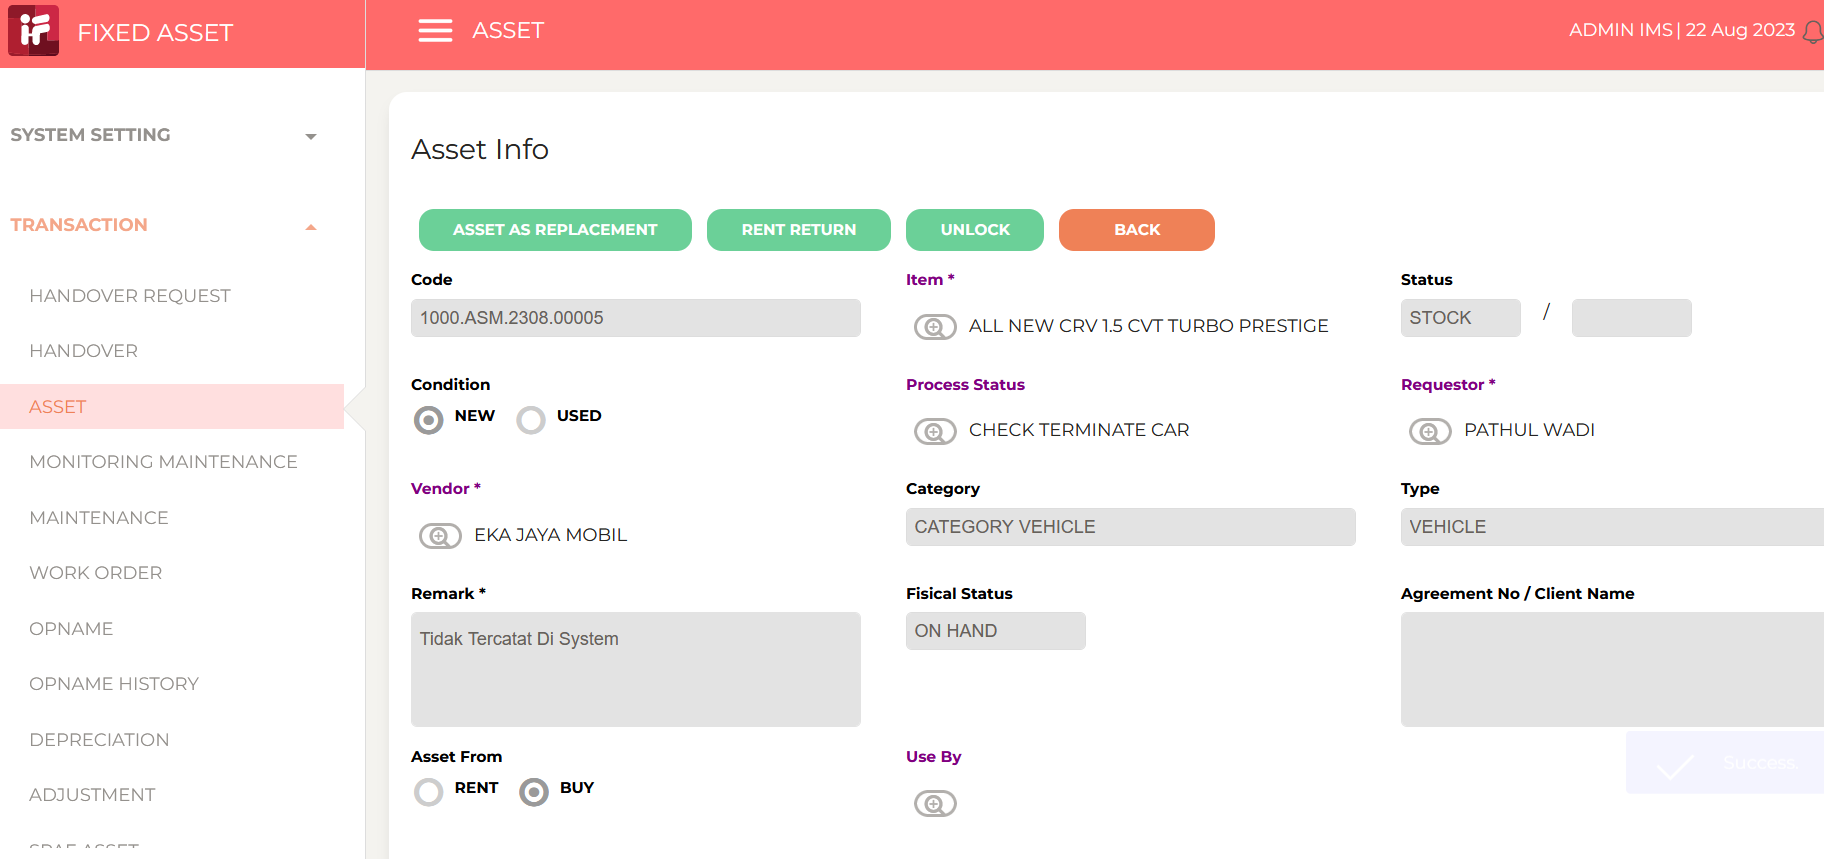 iF
FIXED ASSET
ASSET
ADMIN IMS | 22 Aug 2023
SYSTEM SETTING
TRANSACTION
HANDOVER REQUEST
HANDOVER
ASSET
MONITORING MAINTENANCE
MAINTENANCE
WORK ORDER
OPNAME
OPNAME HISTORY
DEPRECIATION
ADJUSTMENT
SPAF ASSET
Asset Info
ASSET AS REPLACEMENT RENT RETURN UNLOCK BACK
Code Item * Status
1000.ASM.2308.00005 ALL NEW CRV 1.5 CVT TURBO PRESTIGE STOCK /
Condition Process Status Requestor *
NEW USED CHECK TERMINATE CAR PATHUL WADI
Vendor * Category Type
EKA JAYA MOBIL CATEGORY VEHICLE VEHICLE
Remark * Fisical Status Agreement No / Client Name
Tidak Tercatat Di System ON HAND
Asset From Use By
RENT BUY
Success